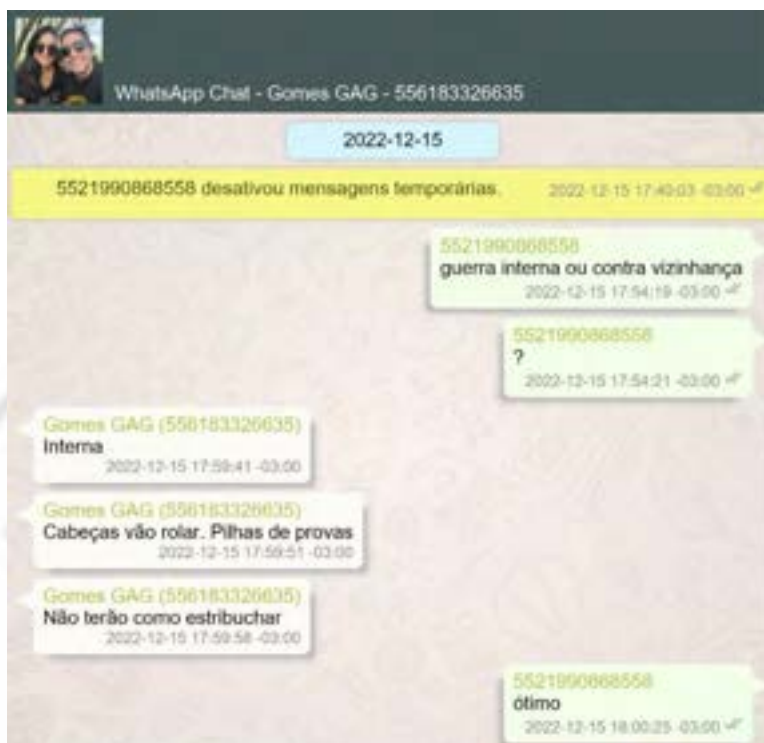 WhatsApp Chat - Gomes GAG - 556183326635
2022-12-15
5521990868558 desativou mensagens temporárias. 2022-12-15 17:40:03 -03:00
5521990868558
guerra interna ou contra vizinhança
2022-12-15 17:54:19 -03:00
5521990868558
?
2022-12-15 17:54:21 -03:00
Gomes GAG (556183326635)
Interna
2022-12-15 17:59:41 -03:00
Gomes GAG (556183326635)
Cabeças vão rolar. Pilhas de provas
2022-12-15 17:59:51 -03:00
Gomes GAG (556183326635)
Não terão como estribuchar
2022-12-15 17:59:58 -03:00
5521990868558
ótimo
2022-12-15 18:00:25 -03:00